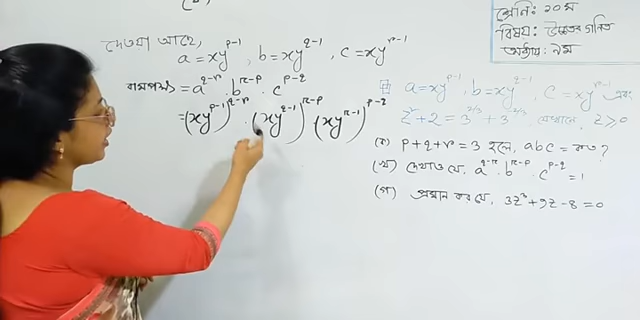 দেওয়া আছে,
a = xy^{p-1}, b = xy^{q-1}, c = xy^{r-1}
বামপক্ষ = a^{q-r} · b^{r-p} · c^{p-q}
= (xy^{p-1})^{q-r} · (xy^{q-1})^{r-p} (xy^{r-1})^{p-q}
শ্রেণি: ১০ম
বিষয়: উচ্চতর গণিত
অধ্যায়: ৯ম
a = xy^{p-1}, b = xy^{q-1}, c = xy^{r-1} এবং
z² + 2 = 3^{2/3} + 3^{-2/3} যেখানে, z ≥ 0
(ক) p + q + r = 3 হলে, abc = কত?
(খ) দেখাও যে, a^{q-r} · b^{r-p} · c^{p-q} = 1
(গ) প্রমান কর যে, 3z³ + 9z - 8 = 0